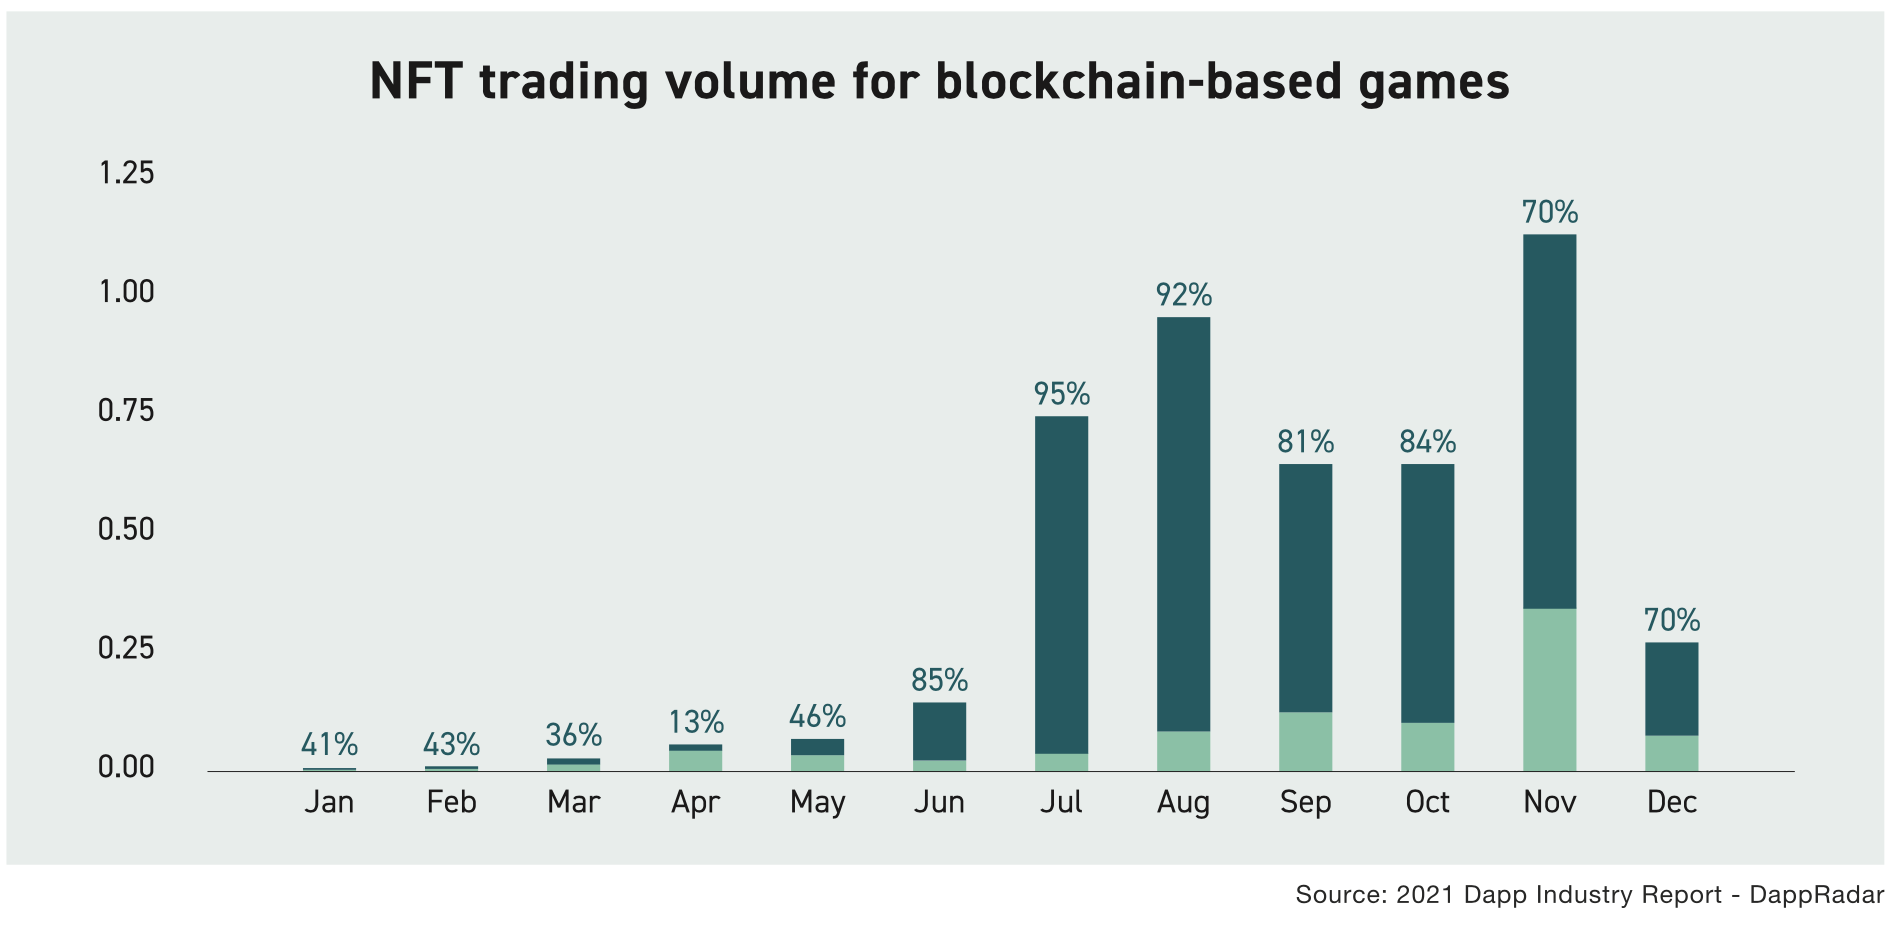 NFT trading volume for blockchain-based games
1.25
1.00
0.75
0.50
0.25
0.00
41%
43%
36%
13%
46%
85%
95%
92%
81%
84%
70%
70%
Jan
Feb
Mar
Apr
May
Jun
Jul
Aug
Sep
Oct
Nov
Dec
Source: 2021 Dapp Industry Report - DappRadar